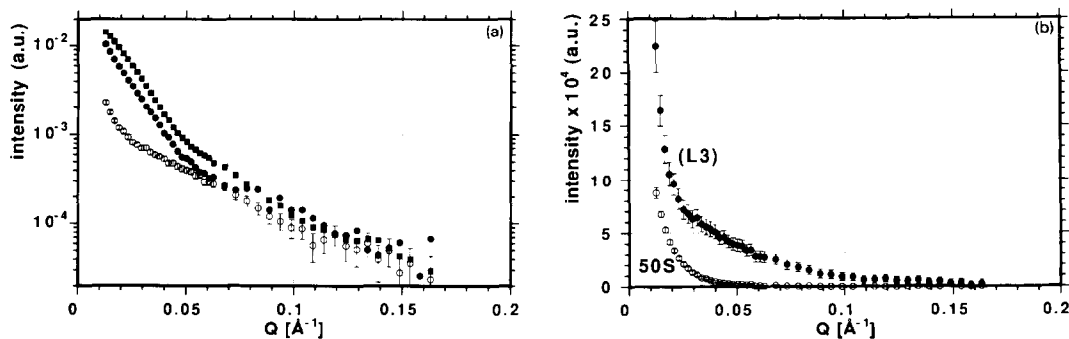 (a)
intensity (a.u.)
10⁻²
10⁻³
10⁻⁴
0
0.05
0.1
0.15
0.2
Q [Å⁻¹]
(b)
intensity x 10⁴ (a.u.)
25
20
15
10
5
0
(L3)
50S
0
0.05
0.1
0.15
0.2
Q [Å⁻¹]